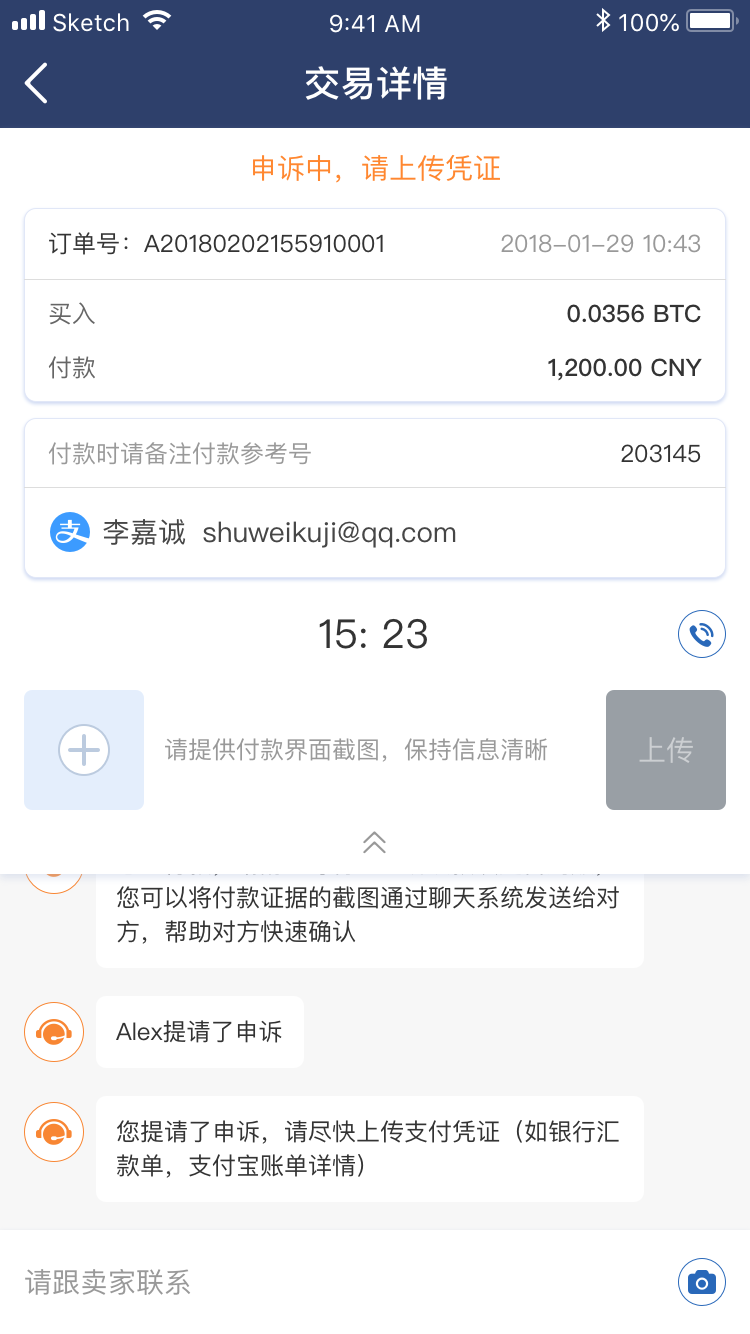 Sketch
9:41 AM
100%
交易详情
申诉中，请上传凭证
订单号：A20180202155910001
2018-01-29 10:43
买入
0.0356 BTC
付款
1,200.00 CNY
付款时请备注付款参考号
203145
支
李嘉诚 shuweikuji@qq.com
15: 23
请提供付款界面截图，保持信息清晰
上传
您可以将付款证据的截图通过聊天系统发送给对
方，帮助对方快速确认
Alex提请了申诉
您提请了申诉，请尽快上传支付凭证（如银行汇
款单，支付宝账单详情）
请跟卖家联系